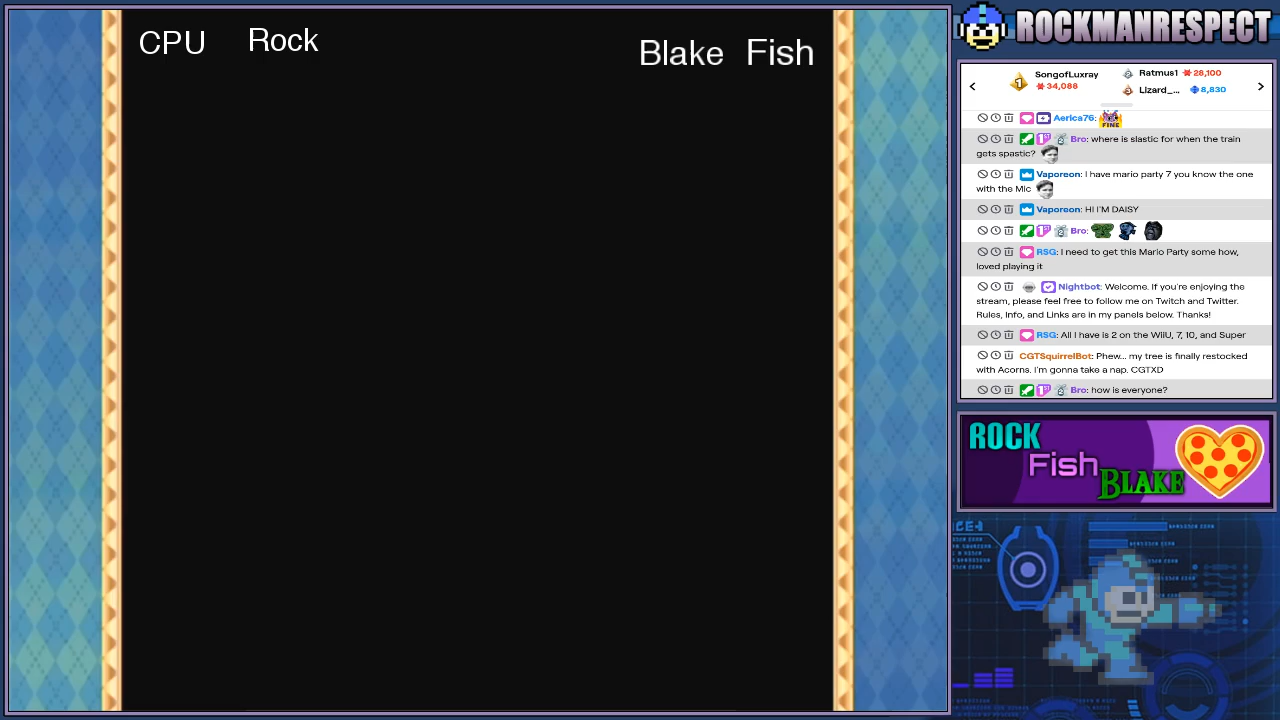 CPU Rock Blake Fish
ROCKMANRESPECT
SongofLuxray
34,086
Ratmus1 28,100
Lizard_... 8,830
Aerica76: FINE
Bro: where is slastic for when the train
gets spastic?
Vaporeon: I have mario party 7 you know the one
with the Mic
Vaporeon: HI I'M DAISY
Bro:
RSG: I need to get this Mario Party some how,
loved playing it
Nightbot: Welcome. If you're enjoying the
stream, please feel free to follow me on Twitch and Twitter.
Rules, Info, and Links are in my panels below. Thanks!
RSG: All I have is 2 on the WiiU, 7, 10, and Super
CGTSquirrelBot: Phew... my tree is finally restocked
with Acorns. I'm gonna take a nap. CGTXD
Bro: how is everyone?
ROCK
Fish
BLAKE